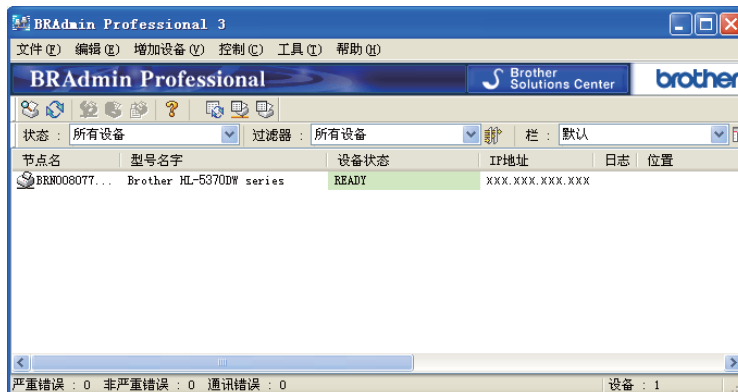 BRAdmin Professional 3
文件(F) 编辑(E) 增加设备(V) 控制(C) 工具(T) 帮助(H)
BRAdmin Professional Brother Solutions Center brother
状态 : 所有设备 过滤器 : 所有设备 栏 : 默认
节点名 型号名字 设备状态 IP地址 日志 位置
BRN008077... Brother HL-5370DW series READY XXX.XXX.XXX.XXX
严重错误 : 0 非严重错误 : 0 通讯错误 : 0 设备 : 1